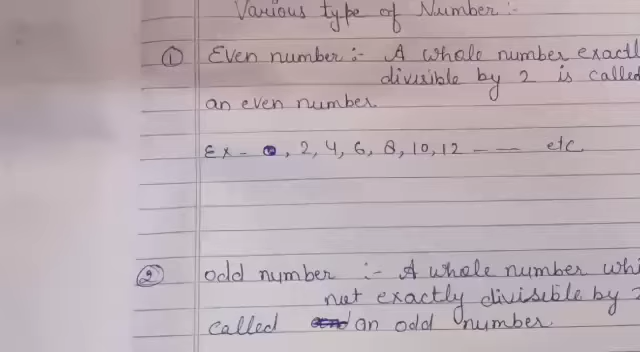 Various type of Number :-
① Even number :- A whole number exactl
divisible by 2 is called
an even number.
Ex - 0, 2, 4, 6, 8, 10, 12 - - etc.
② odd number :- A whole number whi
not exactly divisible by 2
called an odd number.